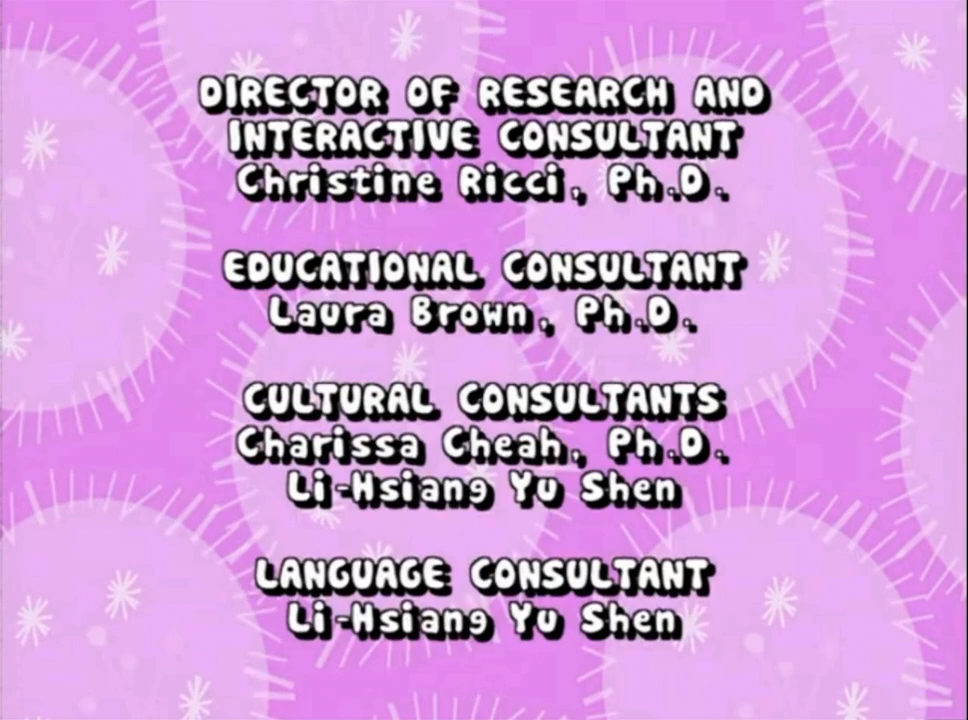 DIRECTOR OF RESEARCH AND
INTERACTIVE CONSULTANT
Christine Ricci, Ph.D.
EDUCATIONAL CONSULTANT
Laura Brown, Ph.D.
CULTURAL CONSULTANTS
Charissa Cheah, Ph.D.
Li-Hsiang Yu Shen
LANGUAGE CONSULTANT
Li-Hsiang Yu Shen